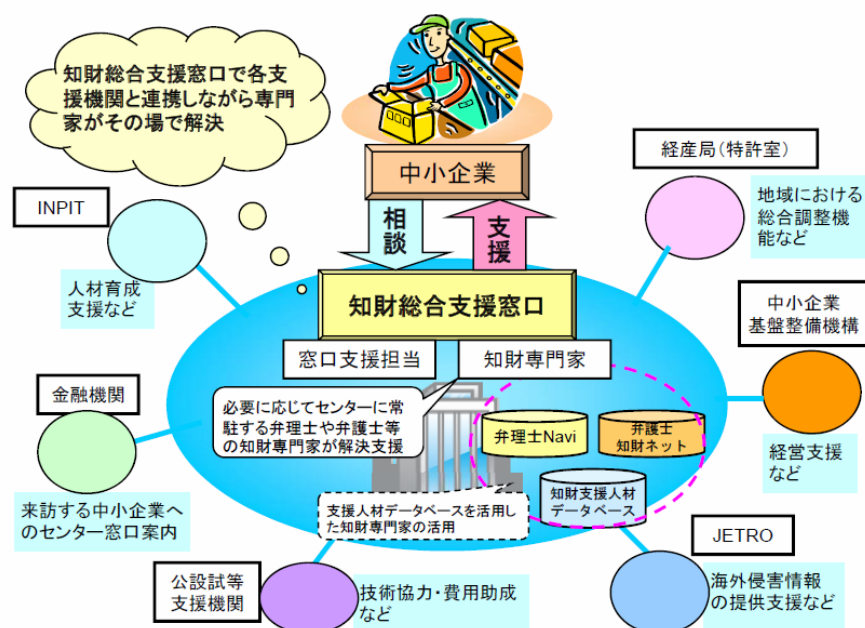 知財総合支援窓口で各支
援機関と連携しながら専門
家がその場で解決
中小企業
相談
支援
経産局(特許室)
地域における
総合調整機
能など
INPIT
人材育成
支援など
知財総合支援窓口
窓口支援担当
知財専門家
中小企業
基盤整備機構
経営支援
など
金融機関
来訪する中小企業へ
のセンター窓口案内
必要に応じてセンターに常
駐する弁理士や弁護士等
の知財専門家が解決支援
弁理士Navi
弁護士
知財ネット
知財支援人材
データベース
支援人材データベースを活用し
た知財専門家の活用
公設試等
支援機関
技術協力・費用助成
など
JETRO
海外侵害情報
の提供支援など